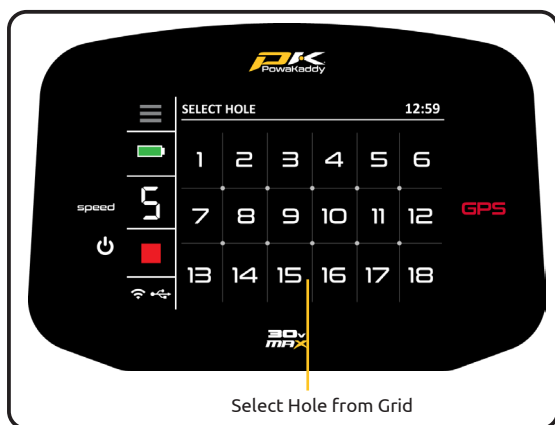 PK
PowaKaddy
SELECT HOLE 12:59
1 2 3 4 5 6
speed 5 7 8 9 10 11 12 GPS
13 14 15 16 17 18
30v
MAX
Select Hole from Grid